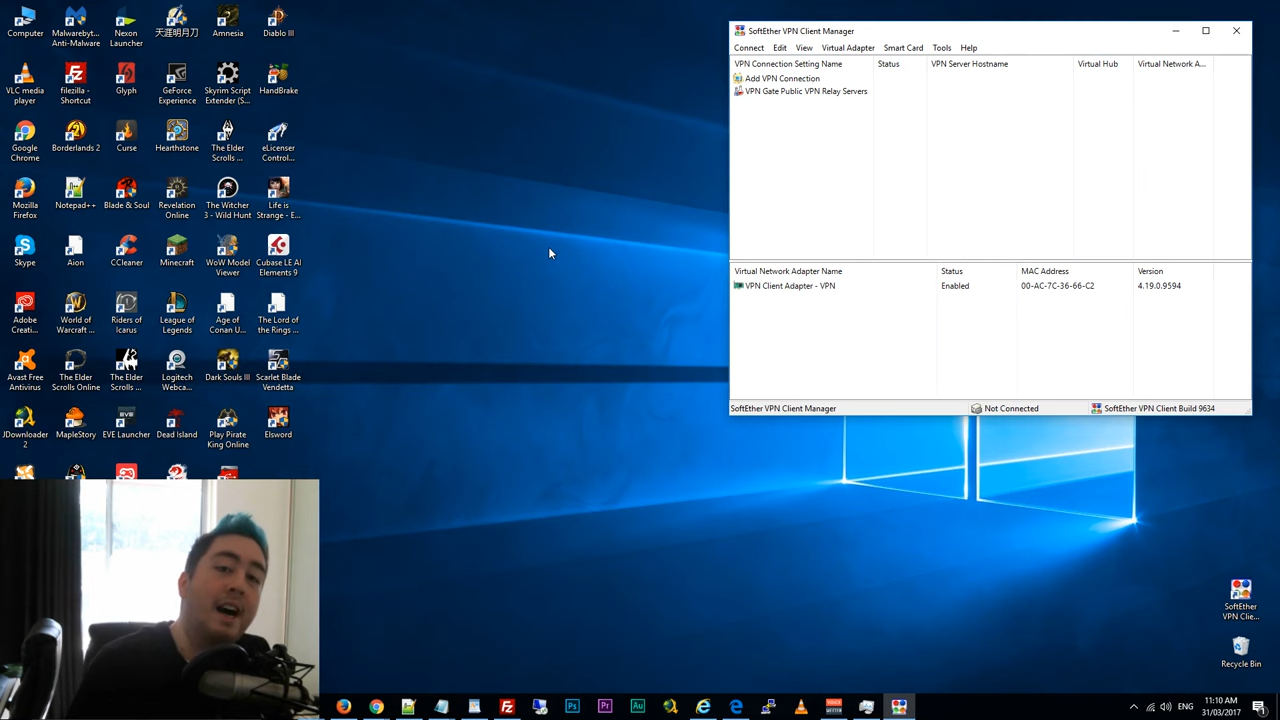 Computer
Malwareb yt...
Anti-Malware
Nexon
Launcher
天涯明月刀
Amnesia
Diablo III
VLC media
player
filezilla -
Shortcut
Glyph
GeForce
Experience
Skyrim Script
Extender (S...
HandBrake
Google
Chrome
Borderlands 2
Curse
Hearthstone
The Elder
Scrolls ...
eLicenser
Control...
Mozilla
Firefox
Notepad++
Blade & Soul
Revelation
Online
The Witcher
3 - Wild Hunt
Life is
Strange - E...
Skype
Aion
CCleaner
Minecraft
WoW Model
Viewer
Cubase LE AI
Elements 9
Adobe
Creati...
World of
Warcraft ...
Riders of
Icarus
League of
Legends
Age of
Conan U...
The Lord of
the Rings ...
Avast Free
Antivirus
The Elder
Scrolls Online
The Elder
Scrolls ...
Logitech
Webca...
Dark Souls III
Scarlet Blade
Vendetta
JDownloader
2
MapleStory
EVE Launcher
Dead Island
Play Pirate
King Online
Elsword
SoftEther VPN Client Manager
Connect Edit View Virtual Adapter Smart Card Tools Help
VPN Connection Setting Name Status VPN Server Hostname Virtual Hub Virtual Network A...
Add VPN Connection
VPN Gate Public VPN Relay Servers
Virtual Network Adapter Name Status MAC Address Version
VPN Client Adapter - VPN Enabled 00-AC-7C-36-66-C2 4.19.0.9594
SoftEther VPN Client Manager Not Connected SoftEther VPN Client Build 9634
SoftEther
VPN Clie...
Recycle Bin
Ps Pr Au
ENG
11:10 AM
31/03/2017